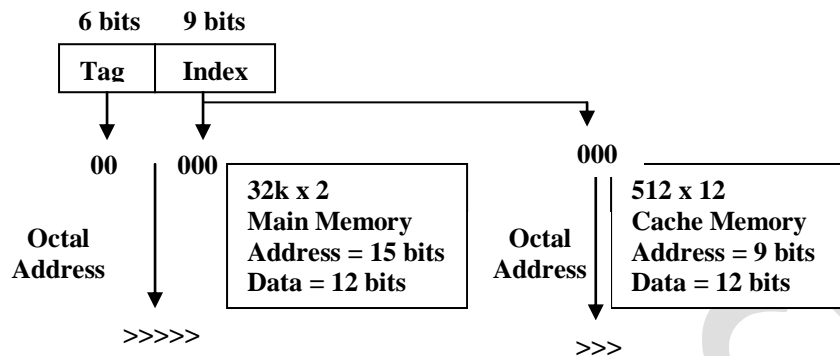 6 bits 9 bits
Tag Index
00 000
000
32k x 2
Main Memory
Address = 15 bits
Data = 12 bits
512 x 12
Cache Memory
Address = 9 bits
Data = 12 bits
Octal
Address
Octal
Address
>>>>>
>>>